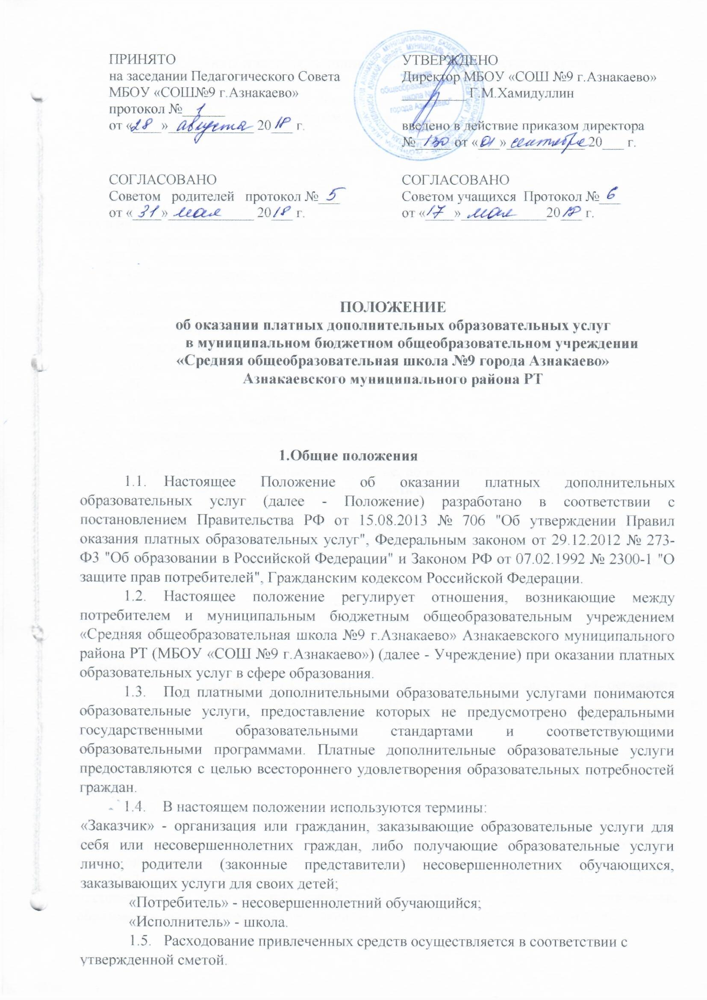 ПРИНЯТО
на заседании Педагогического Совета
МБОУ «СОШ№9 г.Азнакаево»
протокол № 1
от «28» августа 2018 г.
УТВЕРЖДЕНО
Директор МБОУ «СОШ №9 г.Азнакаево»
_________ Г.М.Хамидуллин
введено в действие приказом директора
№ 130 от «01» сентября 20___ г.
СОГЛАСОВАНО
Советом родителей протокол № 5
от «31» мая 2018 г.
СОГЛАСОВАНО
Советом учащихся Протокол № 6
от «17» мая 2018 г.
общеобразовательная
школа №9
города Азнакаево"
ПОЛОЖЕНИЕ
об оказании платных дополнительных образовательных услуг
в муниципальном бюджетном общеобразовательном учреждении
«Средняя общеобразовательная школа №9 города Азнакаево»
Азнакаевского муниципального района РТ
1.Общие положения
1.1. Настоящее Положение об оказании платных дополнительных
образовательных услуг (далее - Положение) разработано в соответствии с
постановлением Правительства РФ от 15.08.2013 № 706 "Об утверждении Правил
оказания платных образовательных услуг", Федеральным законом от 29.12.2012 № 273-
ФЗ "Об образовании в Российской Федерации" и Законом РФ от 07.02.1992 № 2300-1 "О
защите прав потребителей", Гражданским кодексом Российской Федерации.
1.2. Настоящее положение регулирует отношения, возникающие между
потребителем и муниципальным бюджетным общеобразовательным учреждением
«Средняя общеобразовательная школа №9 г.Азнакаево» Азнакаевского муниципального
района РТ (МБОУ «СОШ №9 г.Азнакаево») (далее - Учреждение) при оказании платных
образовательных услуг в сфере образования.
1.3. Под платными дополнительными образовательными услугами понимаются
образовательные услуги, предоставление которых не предусмотрено федеральными
государственными образовательными стандартами и соответствующими
образовательными программами. Платные дополнительные образовательные услуги
предоставляются с целью всестороннего удовлетворения образовательных потребностей
граждан.
1.4. В настоящем положении используются термины:
«Заказчик» - организация или гражданин, заказывающие образовательные услуги для
себя или несовершеннолетних граждан, либо получающие образовательные услуги
лично; родители (законные представители) несовершеннолетних обучающихся,
заказывающих услуги для своих детей;
«Потребитель» - несовершеннолетний обучающийся;
«Исполнитель» - школа.
1.5. Расходование привлеченных средств осуществляется в соответствии с
утвержденной сметой.